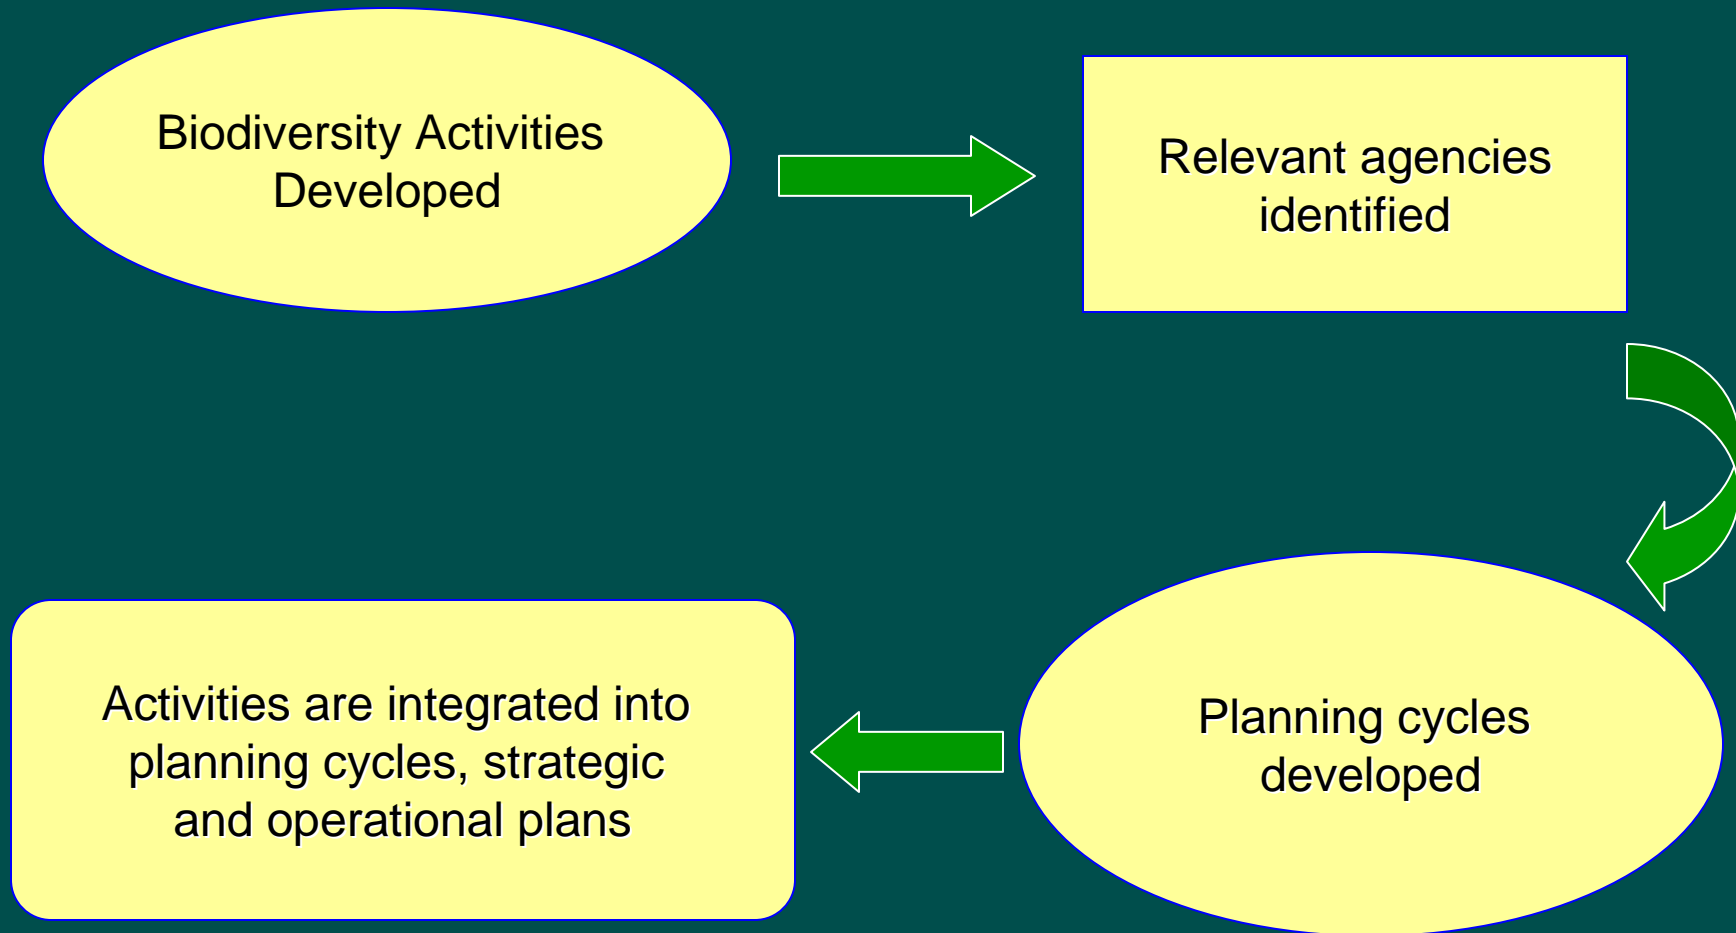 Biodiversity Activities
Developed
Relevant agencies
identified
Planning cycles
developed
Activities are integrated into
planning cycles, strategic
and operational plans